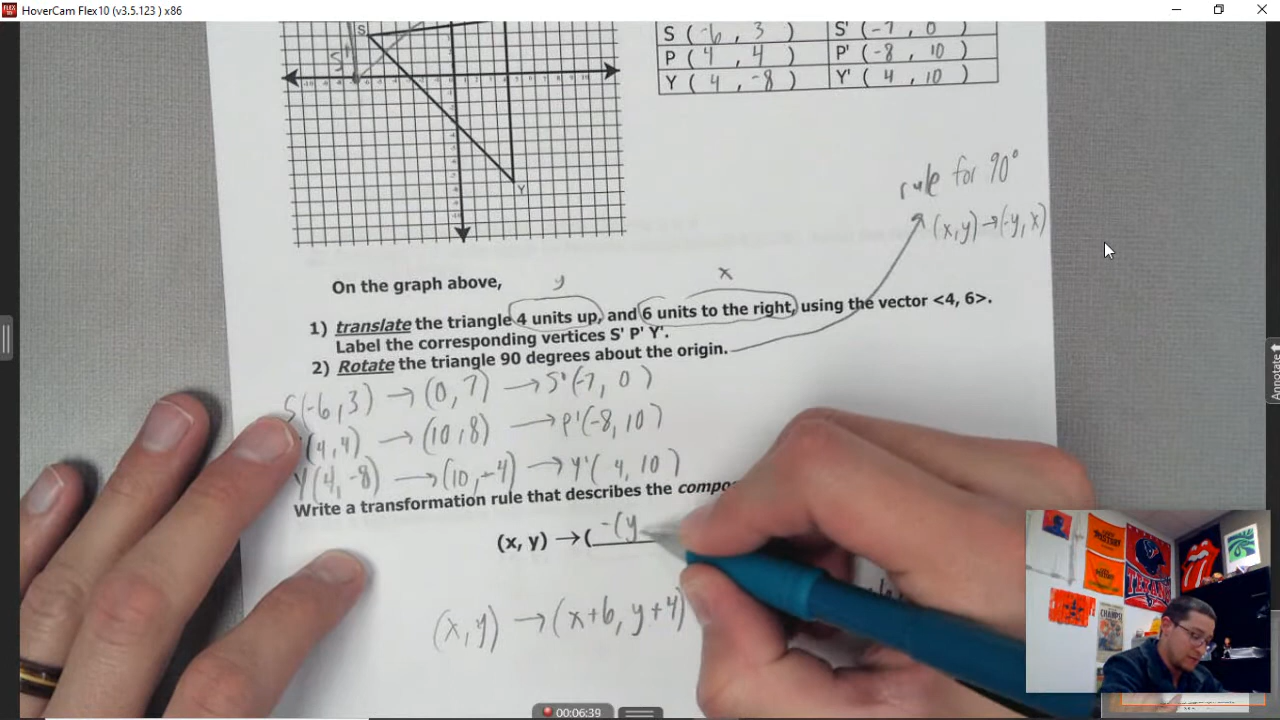 HoverCam Flex10 (v3.5.123 ) x86
S
S'
Y
S ( -6 , 3 ) S' ( -7 , 0 )
P ( 4 , 4 ) P' ( -8 , 10 )
Y ( 4 , -8 ) Y' ( 4 , 10 )
rule for 90°
(x,y) → (-y, x)
On the graph above,
y x
1) translate the triangle 4 units up, and 6 units to the right, using the vector <4, 6>.
Label the corresponding vertices S' P' Y'.
2) Rotate the triangle 90 degrees about the origin.
S(-6, 3) → (0, 7) → S'(-7, 0)
(4,4) → (10,8) → P'(-8, 10)
Y(4, -8) → (10, -4) → Y'( 4, 10 )
Write a transformation rule that describes the compo
(x, y) → ( -(y
(x, y) → (x+6, y+4)
TEXANS
CHAMPS!
00:06:39
Annotate